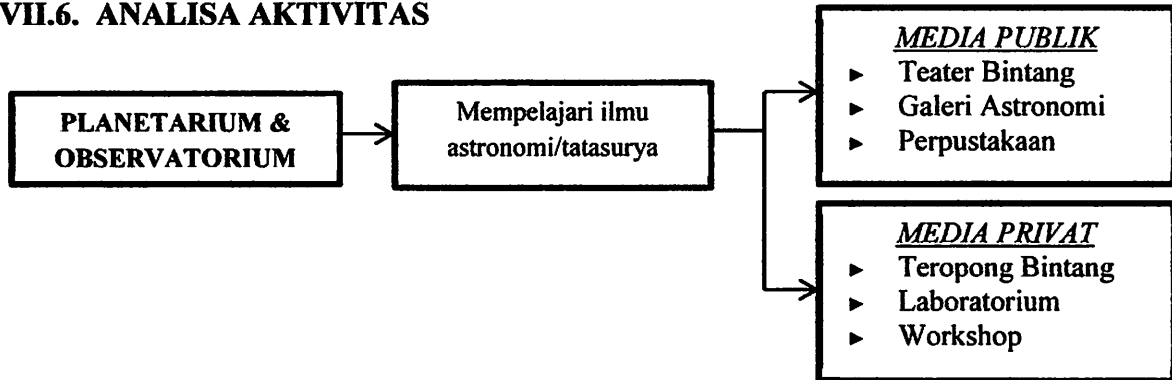 VII.6. ANALISA AKTIVITAS
PLANETARIUM &
OBSERVATORIUM
Mempelajari ilmu
astronomi/tatasurya
MEDIA PUBLIK
► Teater Bintang
► Galeri Astronomi
► Perpustakaan
MEDIA PRIVAT
► Teropong Bintang
► Laboratorium
► Workshop